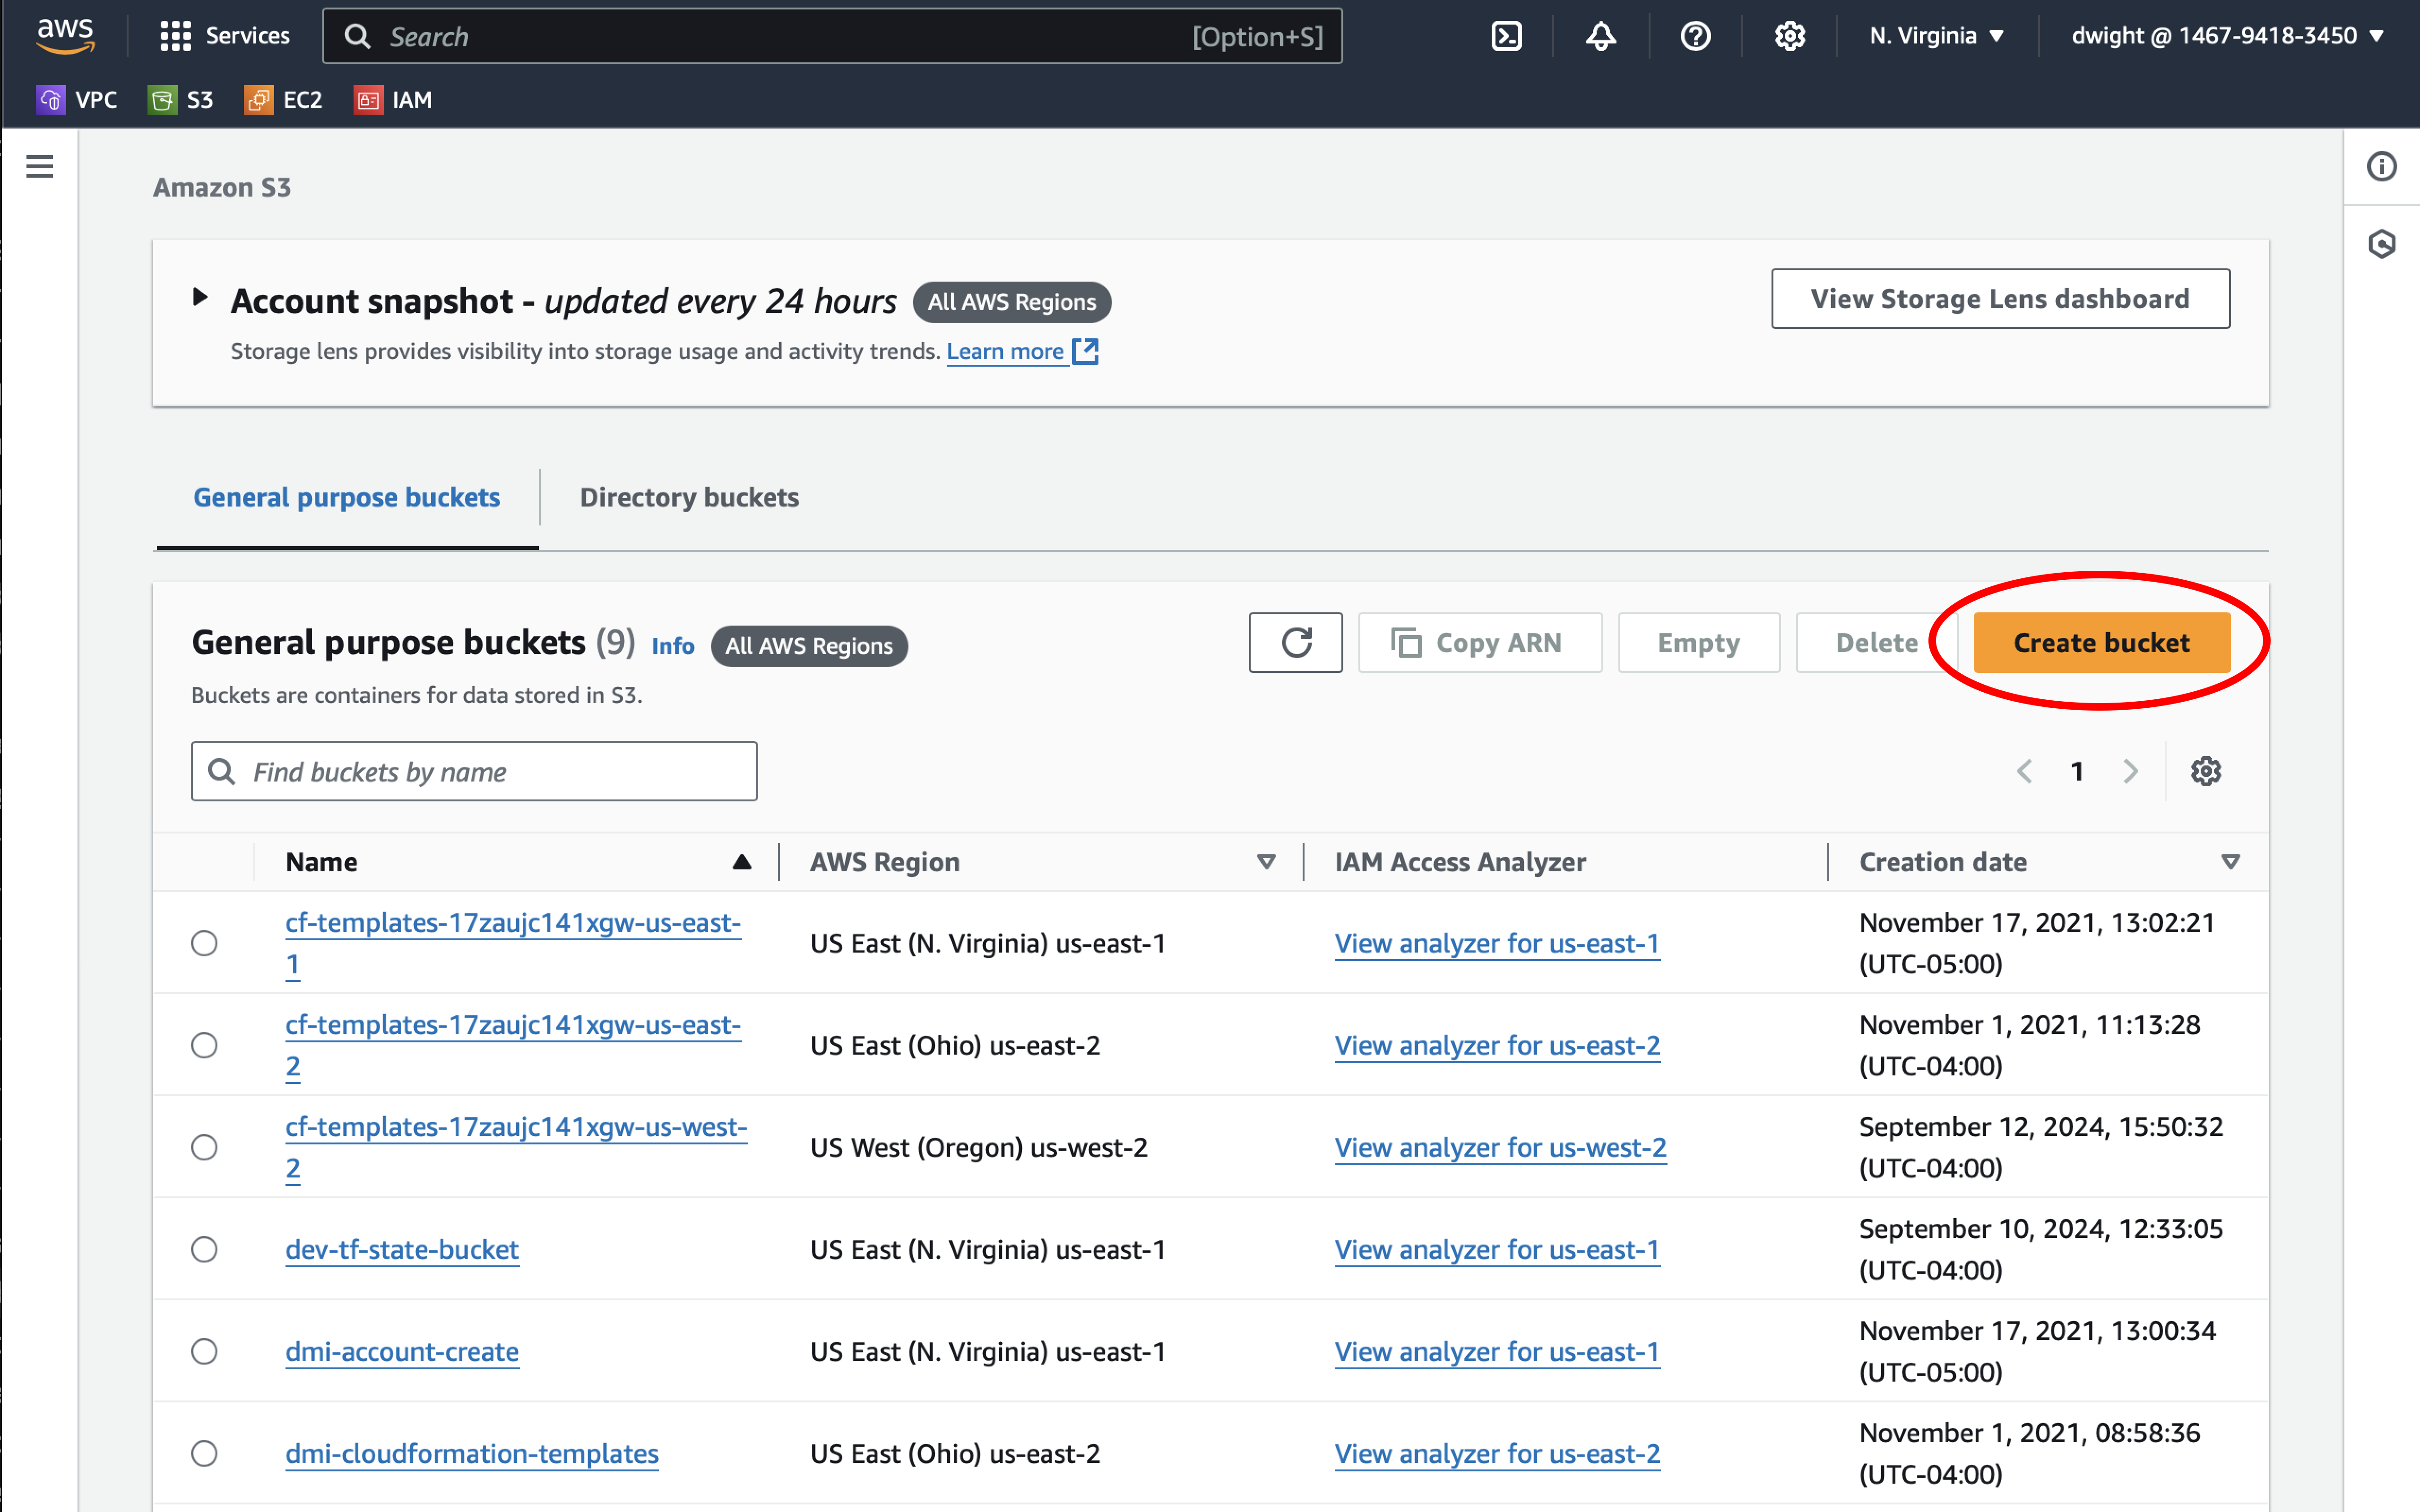 aws
Services
Search
[Option+S]
N. Virginia
dwight @ 1467-9418-3450
VPC
S3
EC2
IAM
Amazon S3
Account snapshot - updated every 24 hours
All AWS Regions
View Storage Lens dashboard
Storage lens provides visibility into storage usage and activity trends. Learn more
General purpose buckets
Directory buckets
General purpose buckets (9) Info
All AWS Regions
Copy ARN
Empty
Delete
Create bucket
Buckets are containers for data stored in S3.
Find buckets by name
1
Name
AWS Region
IAM Access Analyzer
Creation date
cf-templates-17zaujc141xgw-us-east-
1
US East (N. Virginia) us-east-1
View analyzer for us-east-1
November 17, 2021, 13:02:21
(UTC-05:00)
cf-templates-17zaujc141xgw-us-east-
2
US East (Ohio) us-east-2
View analyzer for us-east-2
November 1, 2021, 11:13:28
(UTC-04:00)
cf-templates-17zaujc141xgw-us-west-
2
US West (Oregon) us-west-2
View analyzer for us-west-2
September 12, 2024, 15:50:32
(UTC-04:00)
dev-tf-state-bucket
US East (N. Virginia) us-east-1
View analyzer for us-east-1
September 10, 2024, 12:33:05
(UTC-04:00)
dmi-account-create
US East (N. Virginia) us-east-1
View analyzer for us-east-1
November 17, 2021, 13:00:34
(UTC-05:00)
dmi-cloudformation-templates
US East (Ohio) us-east-2
View analyzer for us-east-2
November 1, 2021, 08:58:36
(UTC-04:00)